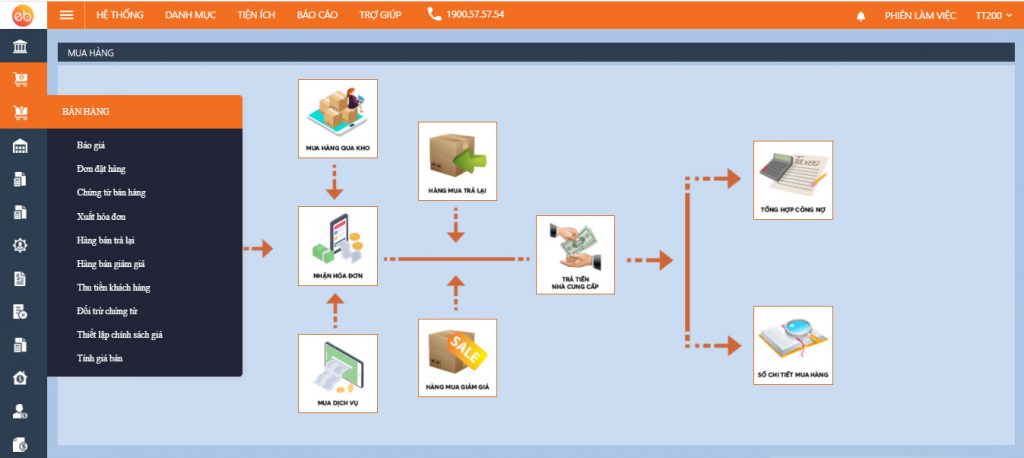 eb
HỆ THỐNG
DANH MỤC
TIỆN ÍCH
BÁO CÁO
TRỢ GIÚP
1900.57.57.54
PHIÊN LÀM VIỆC
TT200
MUA HÀNG
BÁN HÀNG
Báo giá
Đơn đặt hàng
Chứng từ bán hàng
Xuất hóa đơn
Hàng bán trả lại
Hàng bán giảm giá
Thu tiền khách hàng
Đối trừ chứng từ
Thiết lập chính sách giá
Tính giá bán
MUA HÀNG QUA KHO
HÀNG MUA TRẢ LẠI
NHẬN HÓA ĐƠN
TRẢ TIỀN
NHÀ CUNG CẤP
Taxes
TỔNG HỢP CÔNG NỢ
MUA DỊCH VỤ
SALE
HÀNG MUA GIẢM GIÁ
SỔ CHI TIẾT MUA HÀNG